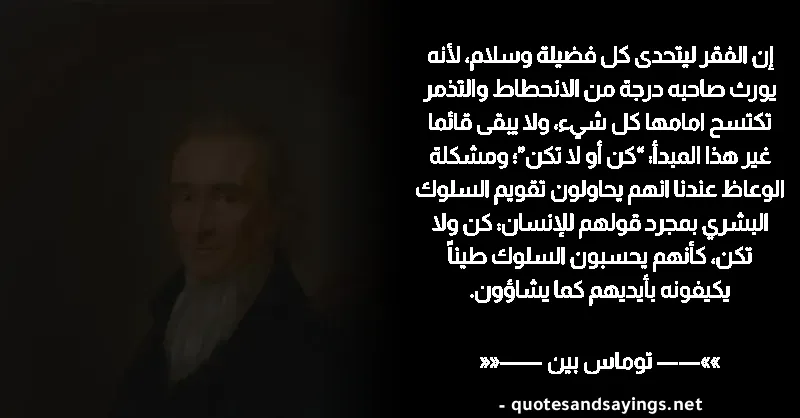 إن الفقر ليتحدى كل فضيلة وسلام، لأنه
يورث صاحبه درجة من الانحطاط والتذمر
تكتسح امامها كل شيء، ولا يبقى قائما
غير هذا المبدأ: “كن أو لا تكن”؛ ومشكلة
الوعاظ عندنا انهم يحاولون تقويم السلوك
البشري بمجرد قولهم للإنسان: كن ولا
تكن، كأنهم يحسبون السلوك طيناً
يكيفونه بأيديهم كما يشاؤون.
»»—— توماس بين ——««
- quotesandsayings.net